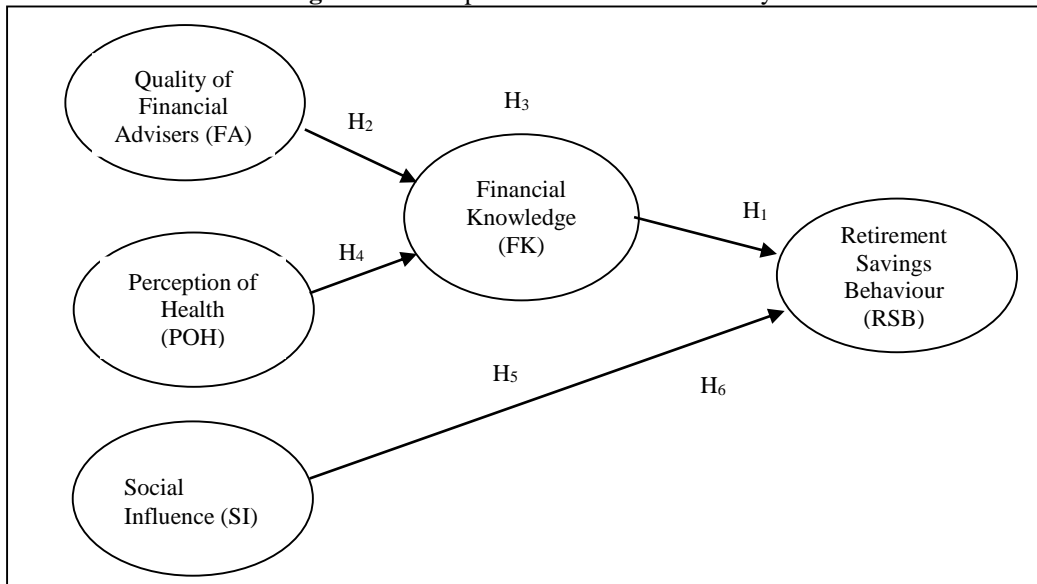 Quality of
Financial
Advisers (FA)
H2
H3
Financial
Knowledge
(FK)
H1
Perception of
Health
(POH)
H4
Retirement
Savings
Behaviour
(RSB)
H5
H6
Social
Influence (SI)